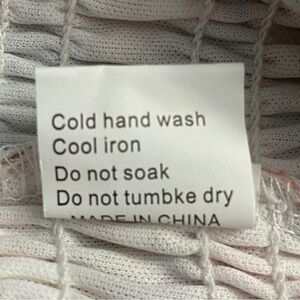 Cold hand wash
Cool iron
Do not soak
Do not tumbke dry
MADE IN CHINA